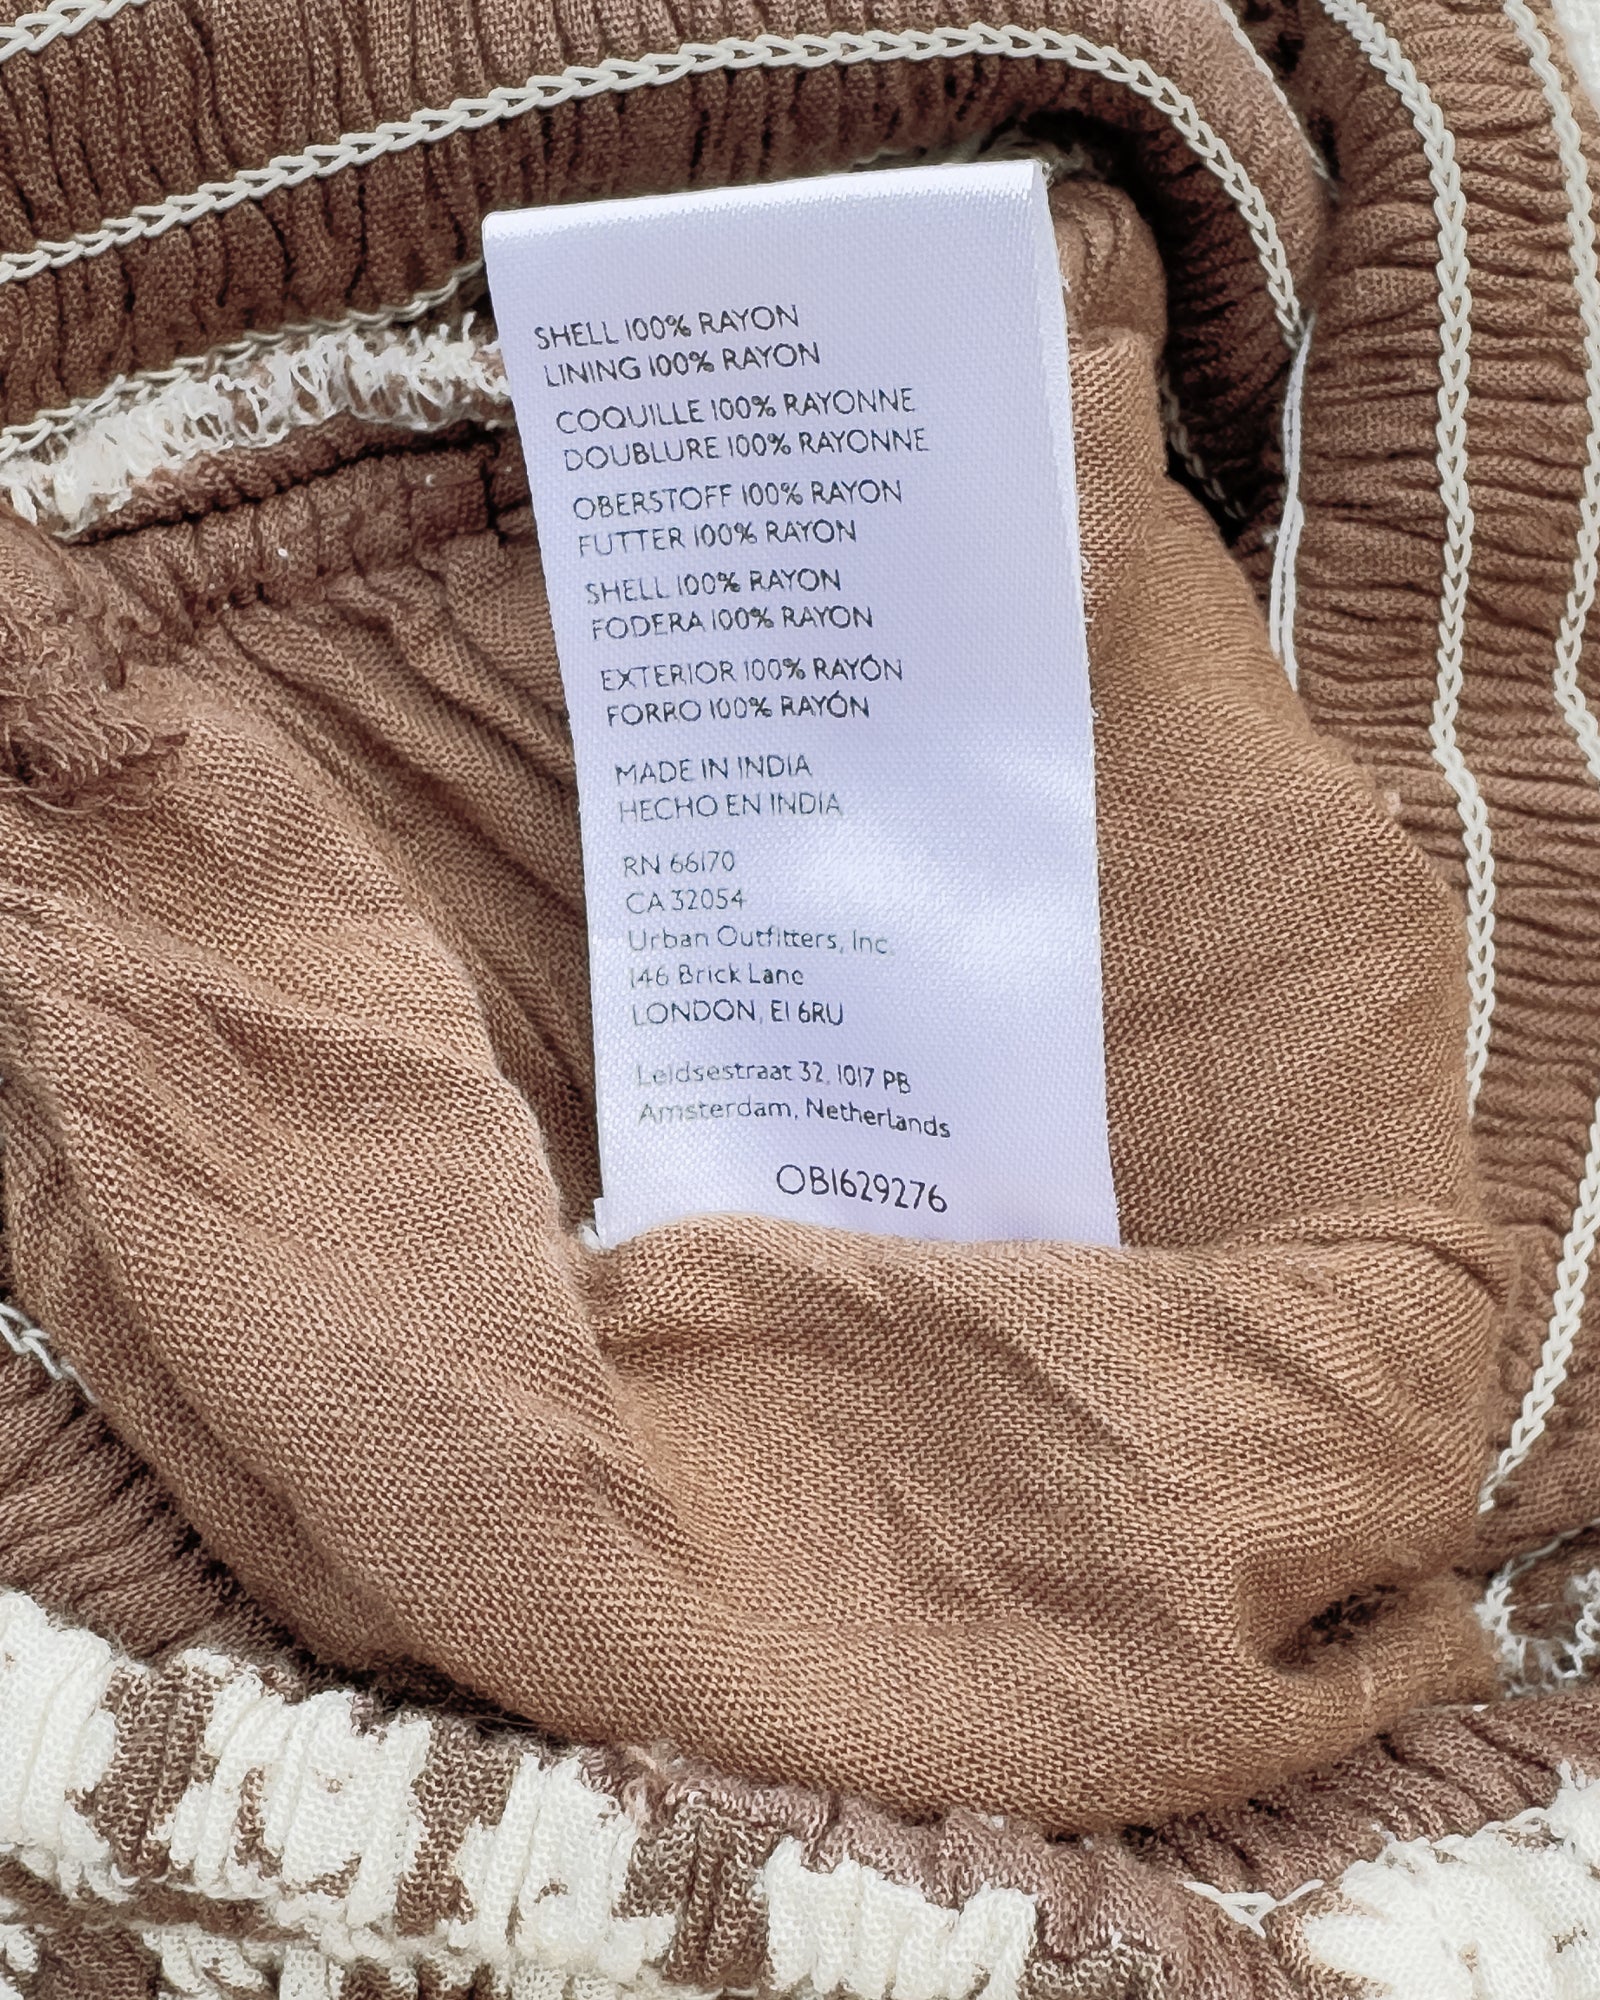 SHELL 100% RAYON
LINING 100% RAYON
COQUILLE 100% RAYONNE
DOUBLURE 100% RAYONNE
OBERSTOFF 100% RAYON
FUTTER 100% RAYON
SHELL 100% RAYON
FODERA 100% RAYON
EXTERIOR 100% RAYÓN
FORRO 100% RAYÓN
MADE IN INDIA
HECHO EN INDIA
RN 66170
CA 32054
Urban Outfitters, Inc.
146 Brick Lane
LONDON, E1 6RU
Leidsestraat 32, 1017 PB
Amsterdam, Netherlands
OB1629276